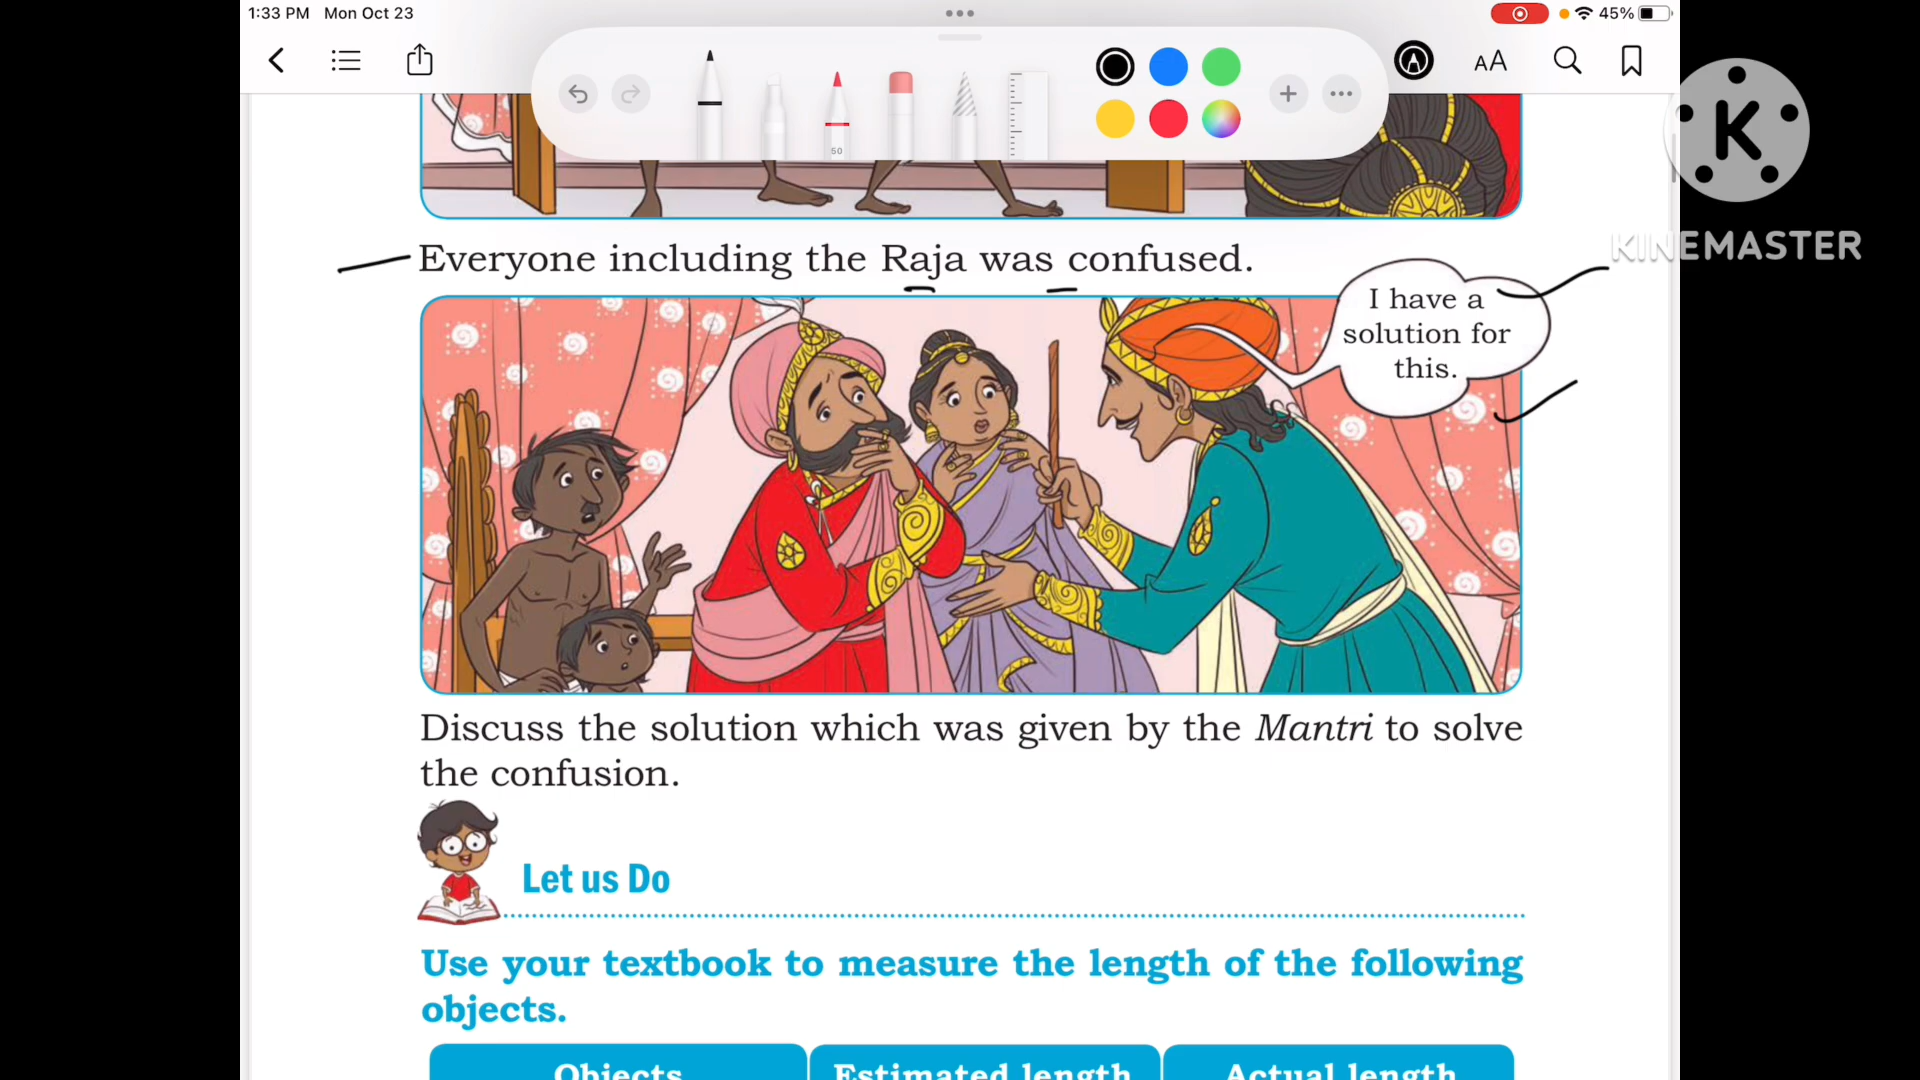 1:33 PM Mon Oct 23
45%
AA
50
K
KINEMASTER
Everyone including the Raja was confused.
I have a
solution for
this.
Discuss the solution which was given by the Mantri to solve
the confusion.
Let us Do
Use your textbook to measure the length of the following
objects.
Objects Estimated length Actual length